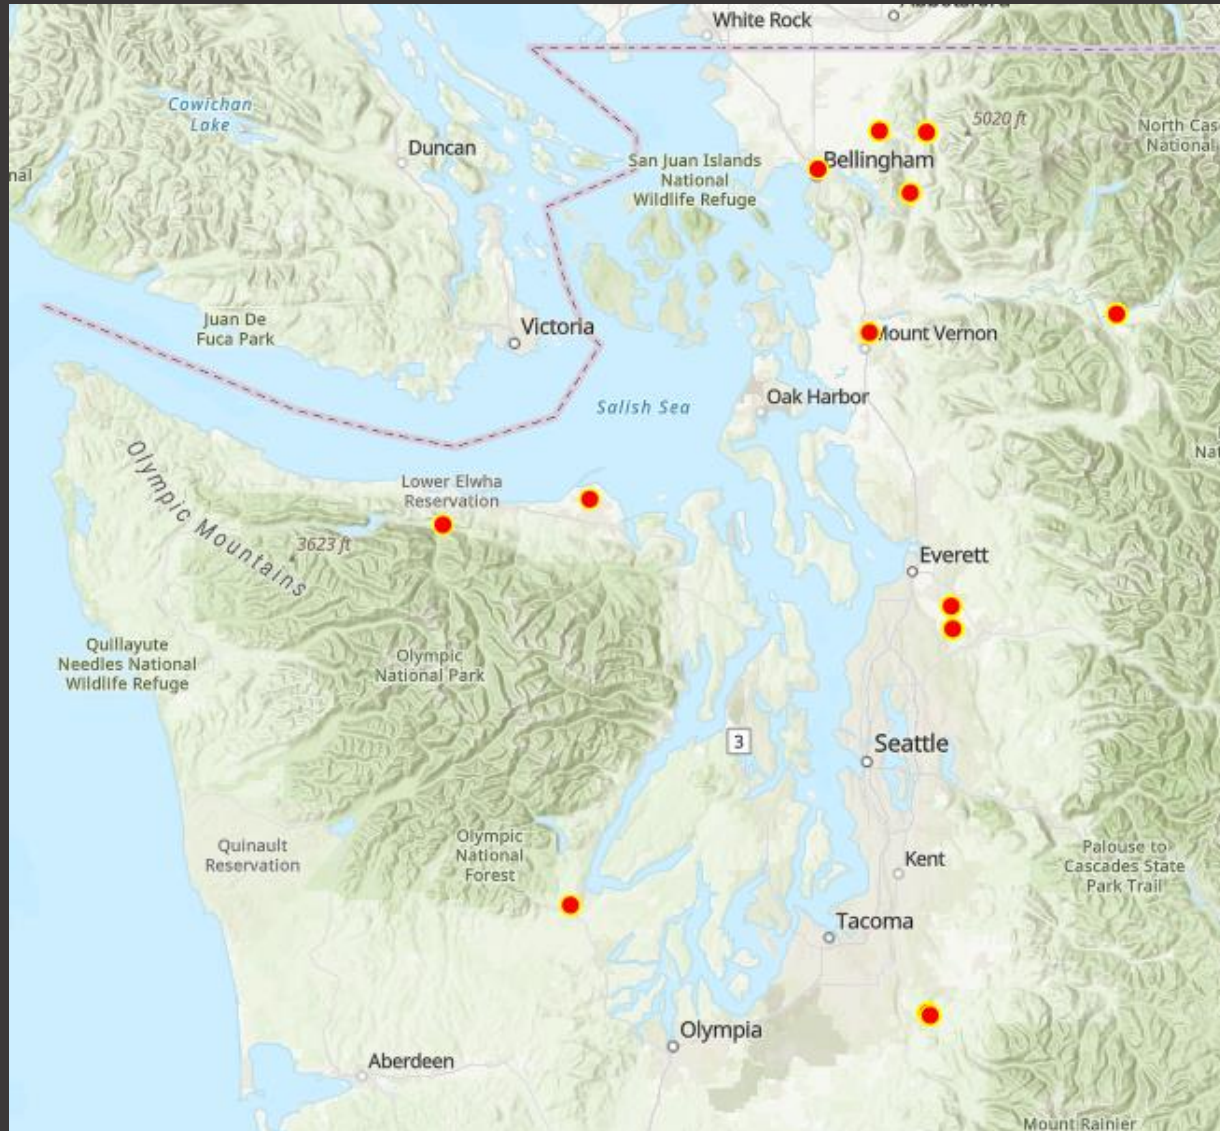 White Rock
Cowichan
Lake
Duncan
5020 ft
North Cas
National
nal
San Juan Islands
National
Wildlife Refuge
Bellingham
Juan De
Fuca Park
Victoria
Mount Vernon
Oak Harbor
Salish Sea
Nat
Olympic Mountains
Lower Elwha
Reservation
3623 ft
Everett
Quillayute
Needles National
Wildlife Refuge
Olympic
National Park
3
Seattle
Quinault
Reservation
Olympic
National
Forest
Kent
Palouse to
Cascades State
Park Trail
Tacoma
Olympia
Aberdeen
Mount Rainier